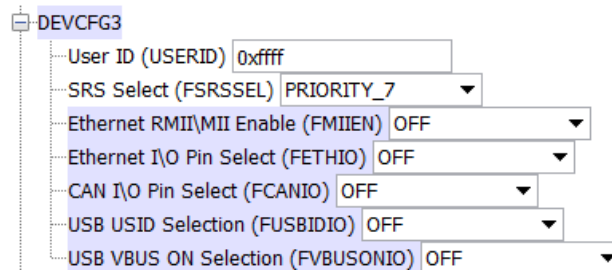 DEVCFG3
User ID (USERID) 0xffff
SRS Select (FSRSSEL) PRIORITY_7
Ethernet RMII\MII Enable (FMIIEN) OFF
Ethernet I\O Pin Select (FETHIO) OFF
CAN I\O Pin Select (FCANIO) OFF
USB USID Selection (FUSBIDIO) OFF
USB VBUS ON Selection (FVBUSONIO) OFF